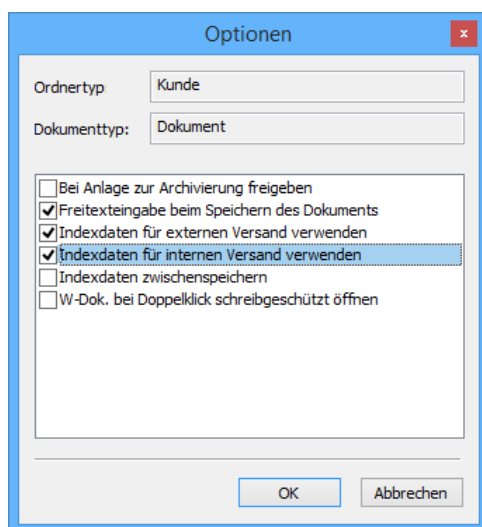 Optionen
x
Ordnertyp Kunde
Dokumenttyp: Dokument
Bei Anlage zur Archivierung freigeben
Freitexteingabe beim Speichern des Dokuments
Indexdaten für externen Versand verwenden
Indexdaten für internen Versand verwenden
Indexdaten zwischenspeichern
W-Dok. bei Doppelklick schreibgeschützt öffnen
OK Abbrechen